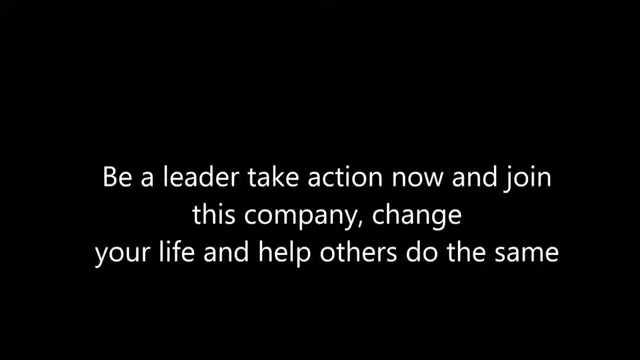 Be a leader take action now and join
this company, change
your life and help others do the same